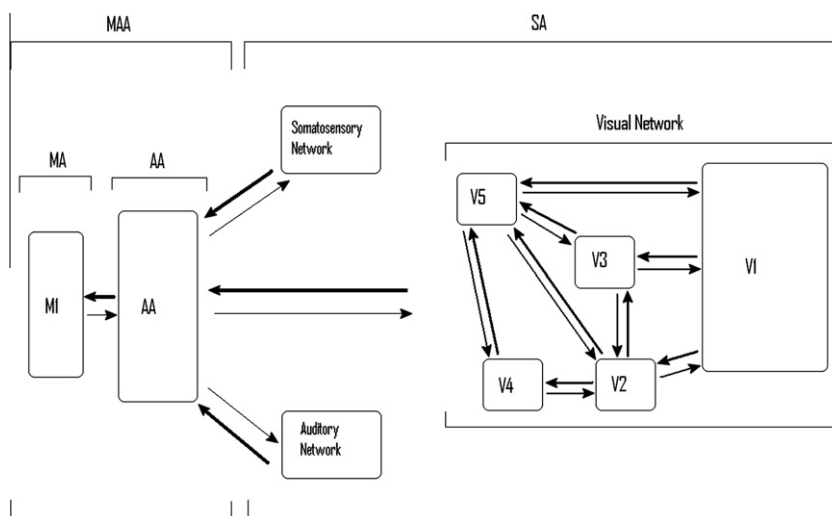 MAA
SA
Somatosensory
Network
Visual Network
MA
AA
V5
V3
V1
M1
AA
V4
V2
Auditory
Network